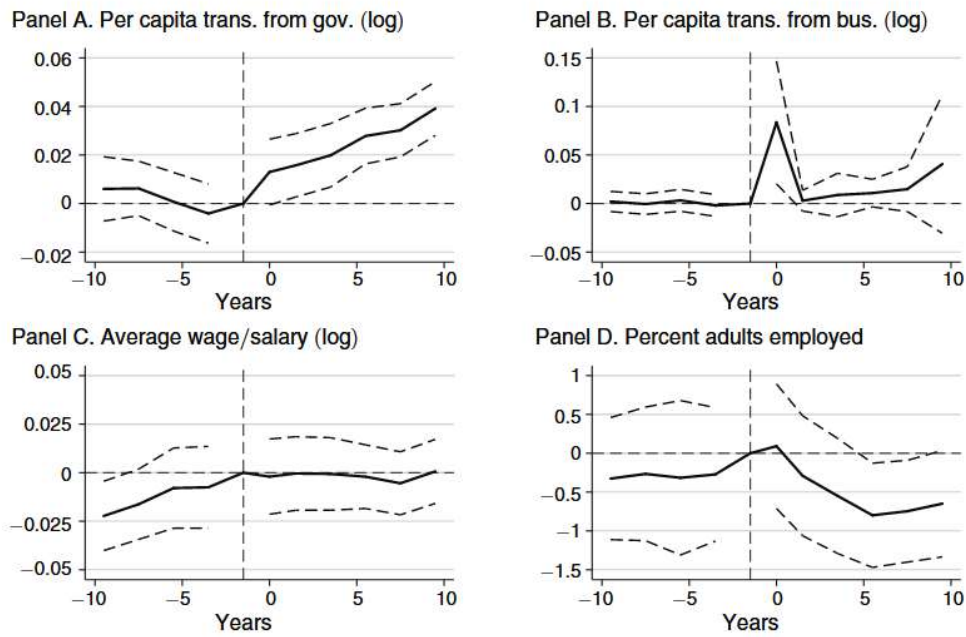 Panel A. Per capita trans. from gov. (log)
0.06
0.04
0.02
0
−0.02
−10 −5 0 5 10
Years
Panel B. Per capita trans. from bus. (log)
0.15
0.1
0.05
0
−0.05
−10 −5 0 5 10
Years
Panel C. Average wage/salary (log)
0.05
0.025
0
−0.025
−0.05
−10 −5 0 5 10
Years
Panel D. Percent adults employed
1
0.5
0
−0.5
−1
−1.5
−10 −5 0 5 10
Years